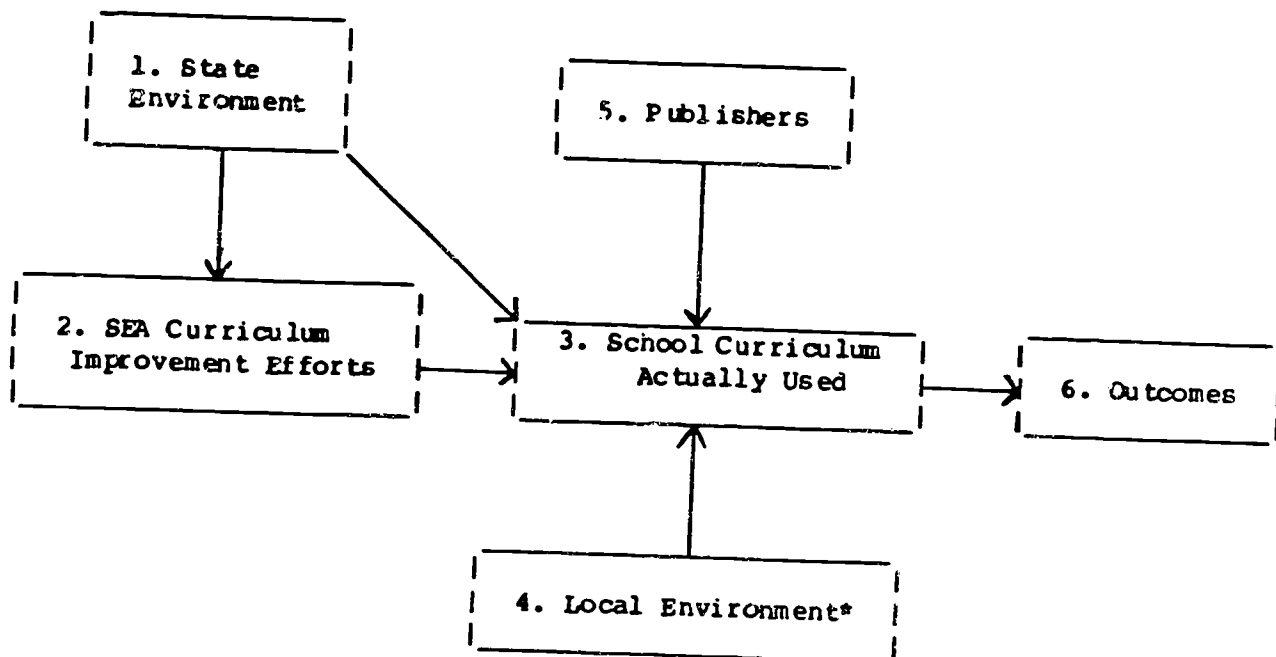 1. State
Environment
5. Publishers
2. SEA Curriculum
Improvement Efforts
3. School Curriculum
Actually Used
6. Outcomes
4. Local Environment*